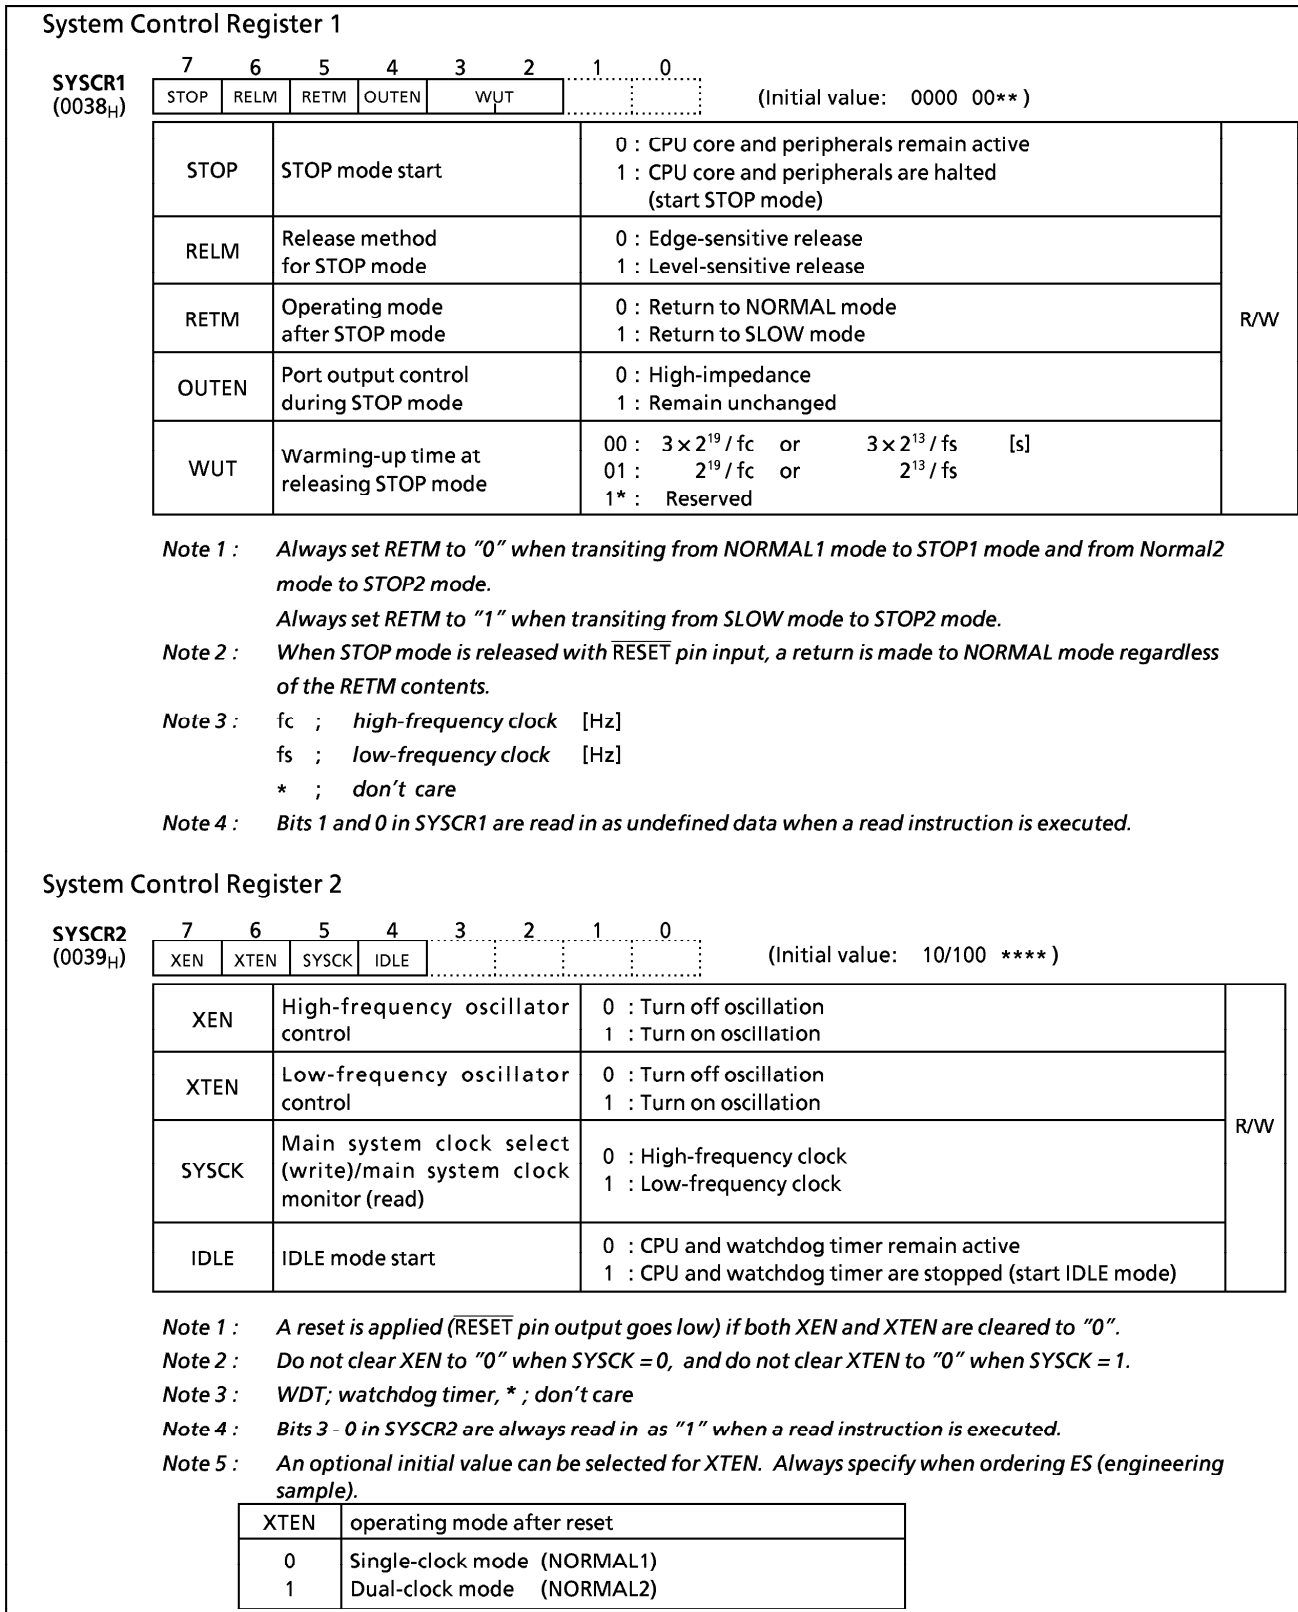 System Control Register 1
7 6 5 4 3 2 1 0
SYSCR1
(0038H)
STOP RELM RETM OUTEN WUT (Initial value: 0000 00**)
STOP STOP mode start 0 : CPU core and peripherals remain active
1 : CPU core and peripherals are halted
(start STOP mode)
RELM Release method 0 : Edge-sensitive release
for STOP mode 1 : Level-sensitive release
RETM Operating mode 0 : Return to NORMAL mode
after STOP mode 1 : Return to SLOW mode
R/W
OUTEN Port output control 0 : High-impedance
during STOP mode 1 : Remain unchanged
WUT Warming-up time at 00 : 3 × 2¹⁹ / fc or 3 × 2¹³ / fs [s]
releasing STOP mode 01 : 2¹⁹ / fc or 2¹³ / fs
1* : Reserved
Note 1 : Always set RETM to "0" when transiting from NORMAL1 mode to STOP1 mode and from Normal2
mode to STOP2 mode.
Always set RETM to "1" when transiting from SLOW mode to STOP2 mode.
Note 2 : When STOP mode is released with RESET pin input, a return is made to NORMAL mode regardless
of the RETM contents.
Note 3 : fc ; high-frequency clock [Hz]
fs ; low-frequency clock [Hz]
* ; don't care
Note 4 : Bits 1 and 0 in SYSCR1 are read in as undefined data when a read instruction is executed.
System Control Register 2
7 6 5 4 3 2 1 0
SYSCR2
(0039H)
XEN XTEN SYSCK IDLE (Initial value: 10/100 ****)
XEN High-frequency oscillator 0 : Turn off oscillation
control 1 : Turn on oscillation
XTEN Low-frequency oscillator 0 : Turn off oscillation
control 1 : Turn on oscillation
R/W
SYSCK Main system clock select 0 : High-frequency clock
(write)/main system clock 1 : Low-frequency clock
monitor (read)
IDLE IDLE mode start 0 : CPU and watchdog timer remain active
1 : CPU and watchdog timer are stopped (start IDLE mode)
Note 1 : A reset is applied (RESET pin output goes low) if both XEN and XTEN are cleared to "0".
Note 2 : Do not clear XEN to "0" when SYSCK = 0, and do not clear XTEN to "0" when SYSCK = 1.
Note 3 : WDT; watchdog timer, * ; don't care
Note 4 : Bits 3 - 0 in SYSCR2 are always read in as "1" when a read instruction is executed.
Note 5 : An optional initial value can be selected for XTEN. Always specify when ordering ES (engineering
sample).
XTEN operating mode after reset
0 Single-clock mode (NORMAL1)
1 Dual-clock mode (NORMAL2)